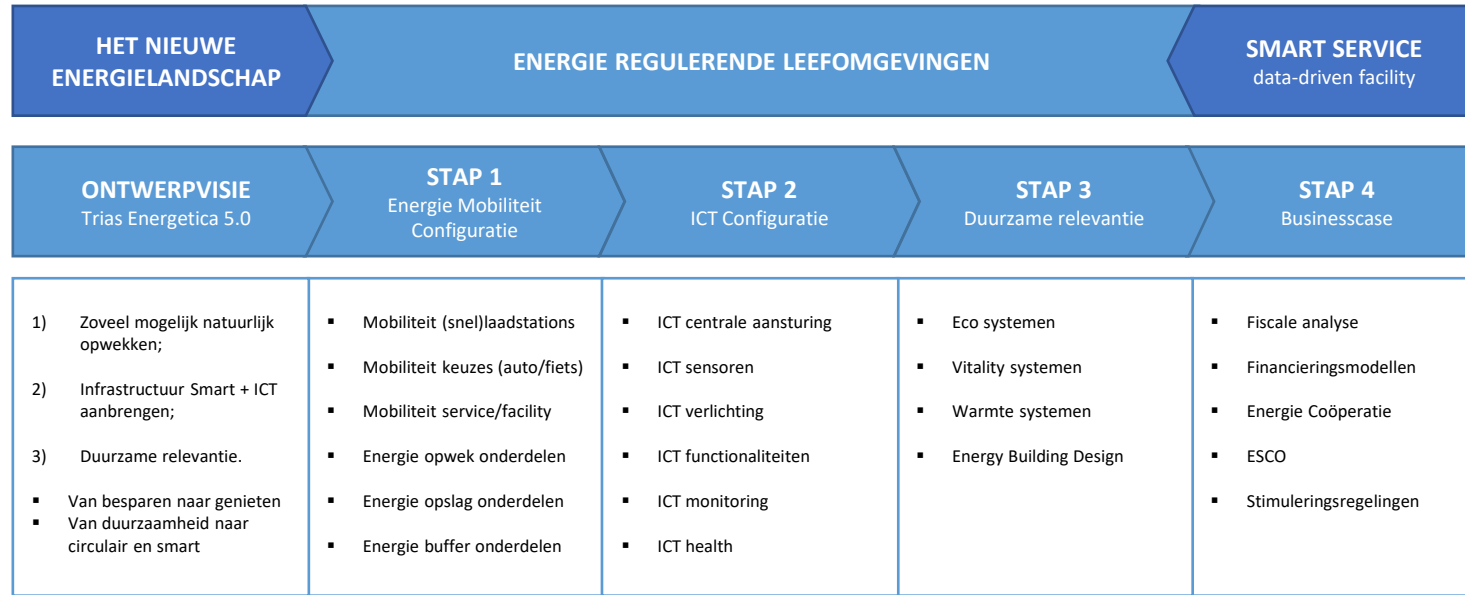 HET NIEUWE
ENERGIELANDSCHAP
ENERGIE REGULERENDE LEEFOMGEVINGEN
SMART SERVICE
data-driven facility
ONTWERPVISIE
Trias Energetica 5.0
STAP 1
Energie Mobiliteit
Configuratie
STAP 2
ICT Configuratie
STAP 3
Duurzame relevantie
STAP 4
Businesscase
1) Zoveel mogelijk natuurlijk
opwekken;
2) Infrastructuur Smart + ICT
aanbrengen;
3) Duurzame relevantie.
▪ Van besparen naar genieten
▪ Van duurzaamheid naar
circulair en smart
▪ Mobiliteit (snel)laadstations
▪ Mobiliteit keuzes (auto/fiets)
▪ Mobiliteit service/facility
▪ Energie opwek onderdelen
▪ Energie opslag onderdelen
▪ Energie buffer onderdelen
▪ ICT centrale aansturing
▪ ICT sensoren
▪ ICT verlichting
▪ ICT functionaliteiten
▪ ICT monitoring
▪ ICT health
▪ Eco systemen
▪ Vitality systemen
▪ Warmte systemen
▪ Energy Building Design
▪ Fiscale analyse
▪ Financieringsmodellen
▪ Energie Coöperatie
▪ ESCO
▪ Stimuleringsregelingen